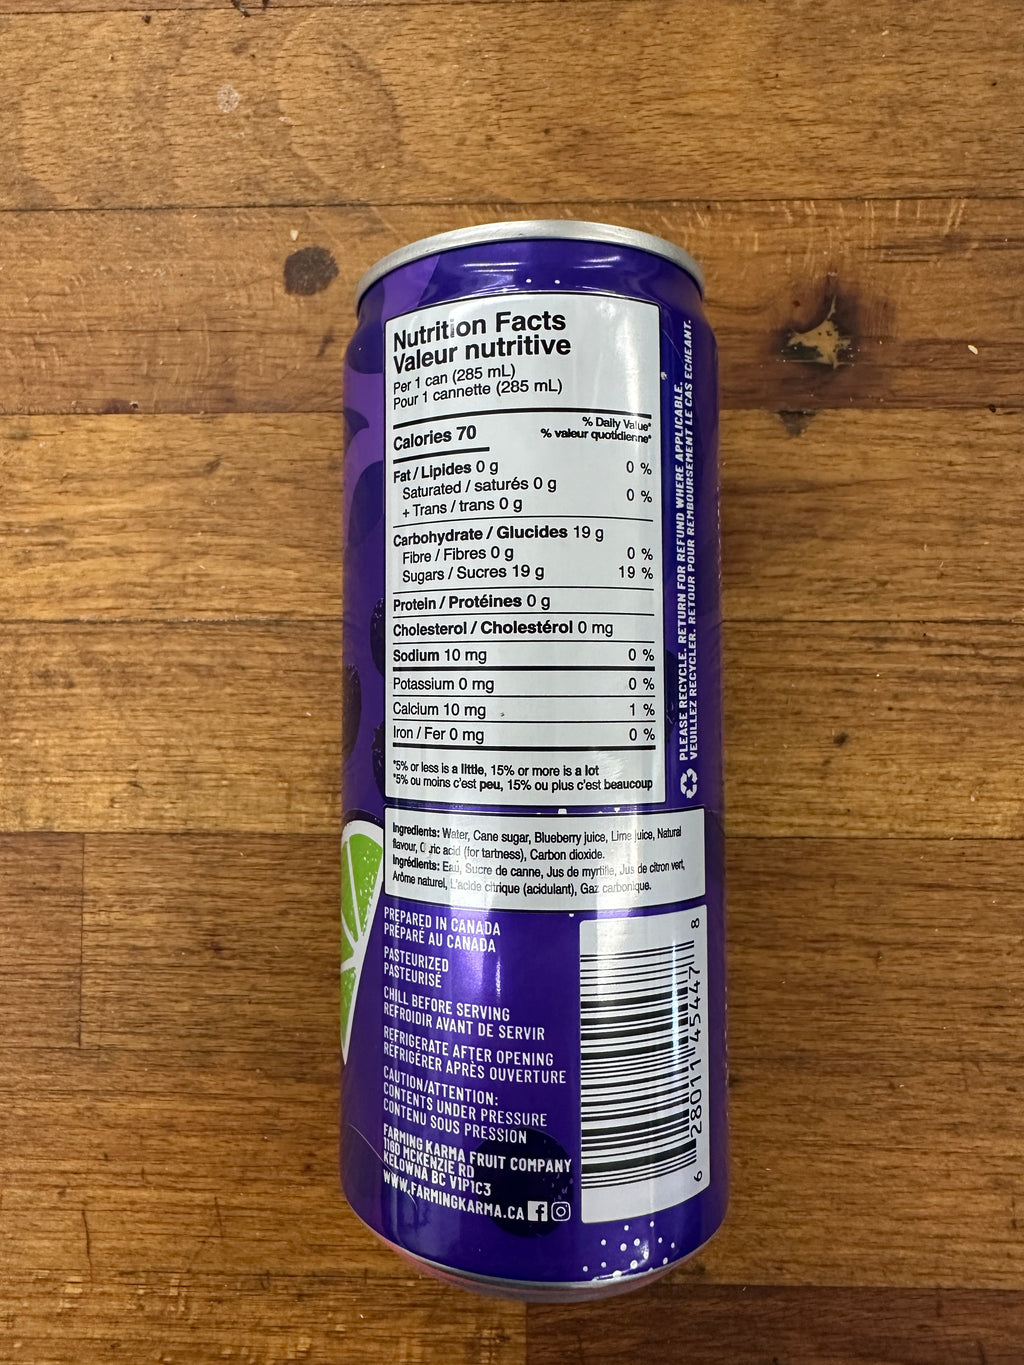 Nutrition Facts
Valeur nutritive
Per 1 can (285 mL)
Pour 1 cannette (285 mL)
% Daily Value*
% valeur quotidienne*
Calories 70
Fat / Lipides 0 g 0 %
Saturated / saturés 0 g
+ Trans / trans 0 g 0 %
Carbohydrate / Glucides 19 g
Fibre / Fibres 0 g 0 %
Sugars / Sucres 19 g 19 %
Protein / Protéines 0 g
Cholesterol / Cholestérol 0 mg
Sodium 10 mg 0 %
Potassium 0 mg 0 %
Calcium 10 mg 1 %
Iron / Fer 0 mg 0 %
*5% or less is a little, 15% or more is a lot
*5% ou moins c'est peu, 15% ou plus c'est beaucoup
PLEASE RECYCLE. RETURN FOR REFUND WHERE APPLICABLE.
VEUILLEZ RECYCLER. RETOUR POUR REMBOURSEMENT LE CAS ECHEANT.
Ingredients: Water, Cane sugar, Blueberry juice, Lime juice, Natural
flavour, Citric acid (for tartness), Carbon dioxide.
Ingrédients: Eau, Sucre de canne, Jus de myrtille, Jus de citron vert,
Arôme naturel, L'acide citrique (acidulant), Gaz carbonique.
PREPARED IN CANADA
PRÉPARÉ AU CANADA
PASTEURIZED
PASTEURISÉ
CHILL BEFORE SERVING
REFROIDIR AVANT DE SERVIR
REFRIGERATE AFTER OPENING
RÉFRIGÉRER APRÈS OUVERTURE
CAUTION/ATTENTION:
CONTENTS UNDER PRESSURE
CONTENU SOUS PRESSION
FARMING KARMA FRUIT COMPANY
1160 MCKENZIE RD
KELOWNA BC V1P1C3
WWW.FARMINGKARMA.CA
6 28011 45447 8